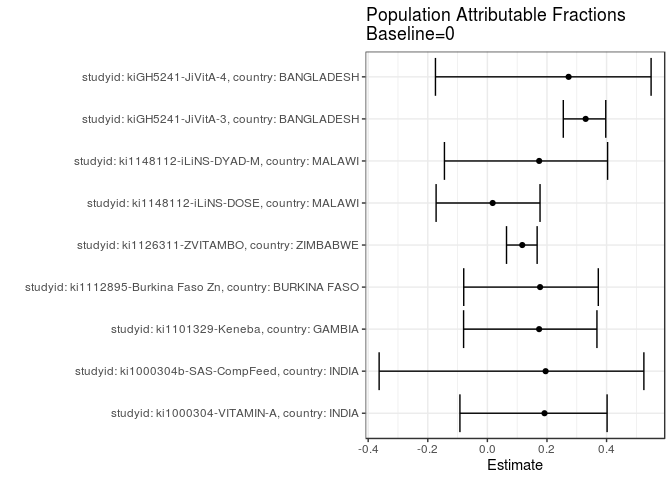 Population Attributable Fractions
Baseline=0
studyid: kiGH5241-JiVitA-4, country: BANGLADESH
studyid: kiGH5241-JiVitA-3, country: BANGLADESH
studyid: ki1148112-iLiNS-DYAD-M, country: MALAWI
studyid: ki1148112-iLiNS-DOSE, country: MALAWI
studyid: ki1126311-ZVITAMBO, country: ZIMBABWE
studyid: ki1112895-Burkina Faso Zn, country: BURKINA FASO
studyid: ki1101329-Keneba, country: GAMBIA
studyid: ki1000304b-SAS-CompFeed, country: INDIA
studyid: ki1000304-VITAMIN-A, country: INDIA
-0.4 -0.2 0.0 0.2 0.4
Estimate